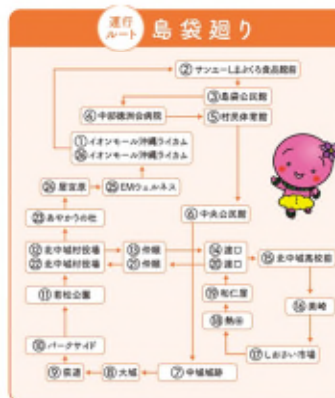 運行ルート 島袋廻り
② サンエーしまぶくろ食品館前
③ 島袋公民館
④ 中部徳洲会病院
⑤ 村民体育館
① イオンモール沖縄ライカム
㉖ イオンモール沖縄ライカム
㉔ 屋宜原
㉕ EMウェルネス
㉓ あやかりの杜
⑥ 中央公民館
⑫ 北中城村役場
⑬ 仲順
⑭ 渡口
㉒ 北中城村役場
㉑ 仲順
⑳ 渡口
⑮ 北中城高校前
⑪ 若松公園
⑲ 和仁屋
⑯ 美崎
⑱ 熱田
⑩ パークサイド
⑰ しおさい市場
⑨ 荻道
⑧ 大城
⑦ 中城城跡